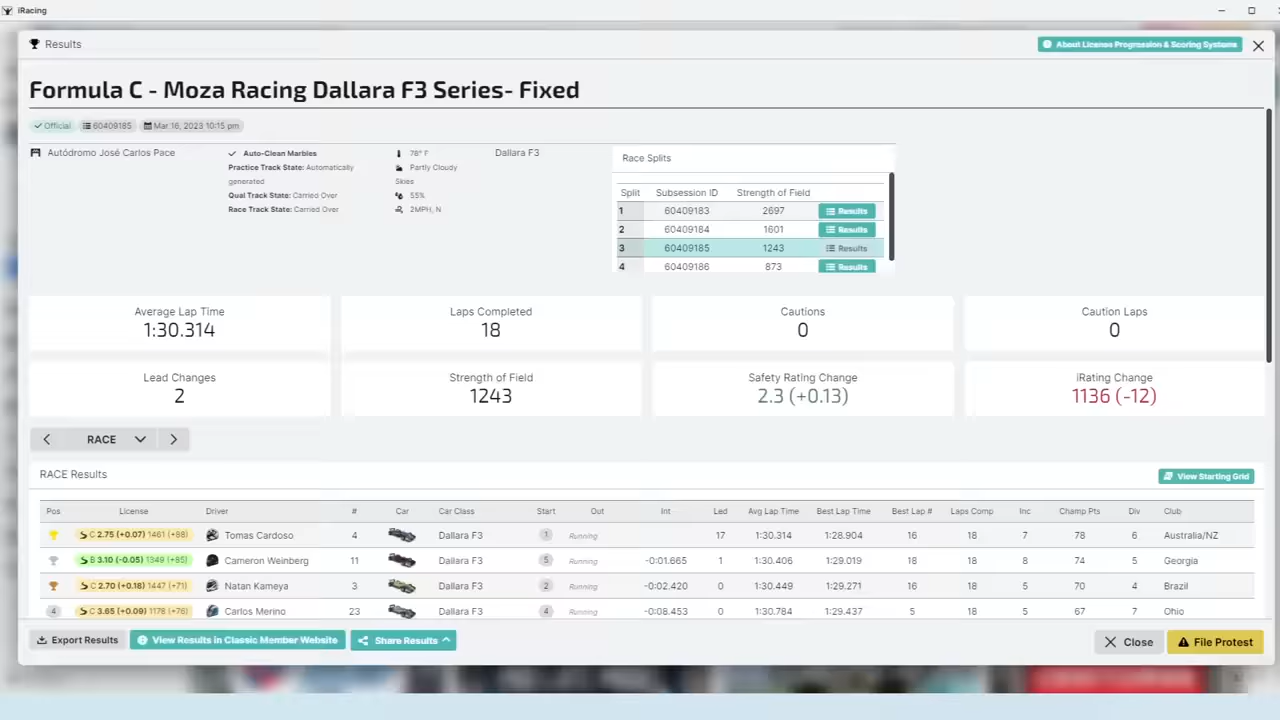 iRacing
Results
About License Progression & Scoring Systems
Formula C - Moza Racing Dallara F3 Series- Fixed
Official 60409185 Mar 16, 2023 10:15 pm
Autódromo José Carlos Pace
Auto-Clean Marbles
Practice Track State: Automatically
generated
Qual Track State: Carried Over
Race Track State: Carried Over
78° F
Partly Cloudy
Skies
55%
2MPH, N
Dallara F3
Race Splits
Split Subsession ID Strength of Field
1 60409183 2697 Results
2 60409184 1601 Results
3 60409185 1243 Results
4 60409186 873 Results
Average Lap Time
1:30.314
Laps Completed
18
Cautions
0
Caution Laps
0
Lead Changes
2
Strength of Field
1243
Safety Rating Change
2.3 (+0.13)
iRating Change
1136 (-12)
RACE
RACE Results
View Starting Grid
Pos License Driver # Car Car Class Start Out Int Led Avg Lap Time Best Lap Time Best Lap # Laps Comp Inc Champ Pts Div Club
C 2.75 (+0.07) 1461 (+88) Tomas Cardoso 4 Dallara F3 1 Running 17 1:30.314 1:28.904 16 18 7 78 6 Australia/NZ
B 3.10 (-0.05) 1349 (+85) Cameron Weinberg 11 Dallara F3 5 Running -0:01.665 1 1:30.406 1:29.019 18 18 8 74 5 Georgia
C 2.70 (+0.18) 1447 (+71) Natan Kameya 3 Dallara F3 2 Running -0:02.420 0 1:30.449 1:29.271 16 18 5 70 4 Brazil
4 C 3.65 (+0.09) 1178 (+76) Carlos Merino 23 Dallara F3 4 Running -0:08.453 0 1:30.784 1:29.437 5 18 5 67 7 Ohio
Export Results View Results in Classic Member Website Share Results Close File Protest